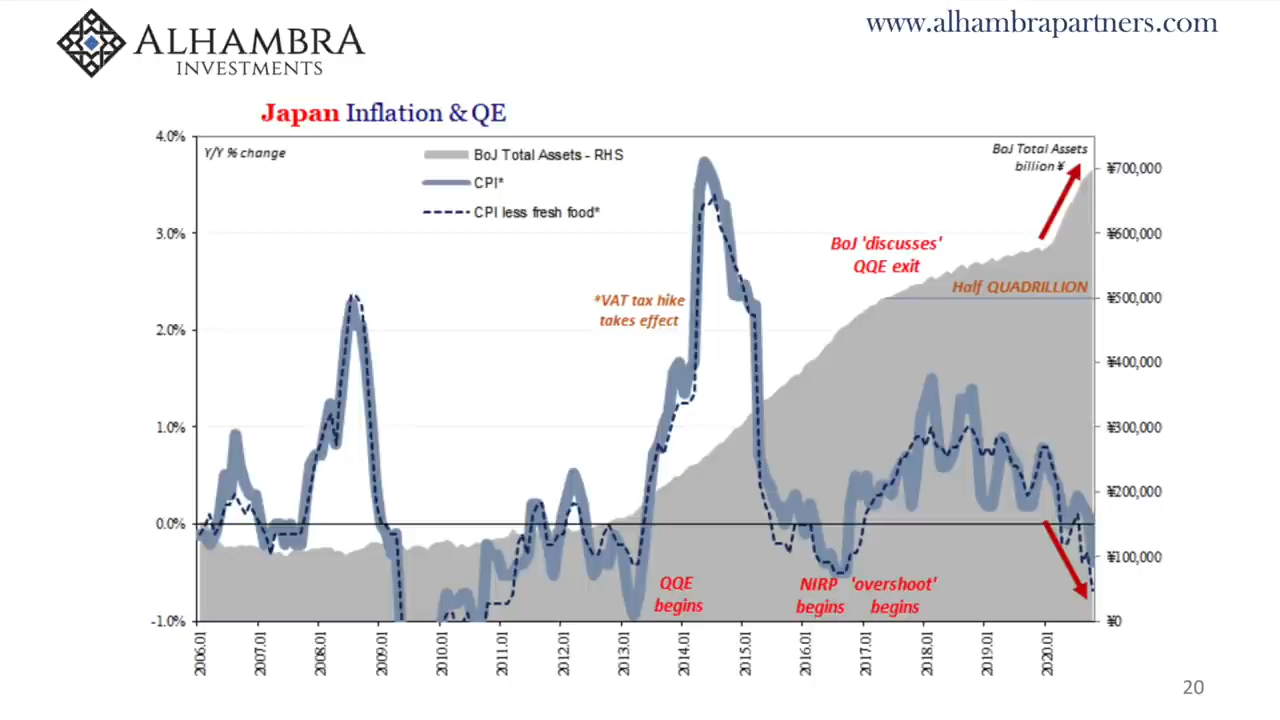 ALHAMBRA
INVESTMENTS
www.alhambrapartners.com
Japan Inflation & QE
Y/Y % change
BoJ Total Assets - RHS
CPI*
CPI less fresh food*
BoJ Total Assets
billion ¥
BoJ 'discusses'
QQE exit
Half QUADRILLION
*VAT tax hike
takes effect
QQE
begins
NIRP
begins
'overshoot'
begins
4.0%
3.0%
2.0%
1.0%
0.0%
-1.0%
¥700,000
¥600,000
¥500,000
¥400,000
¥300,000
¥200,000
¥100,000
¥0
2006.01
2007.01
2008.01
2009.01
2010.01
2011.01
2012.01
2013.01
2014.01
2015.01
2016.01
2017.01
2018.01
2019.01
2020.01
20